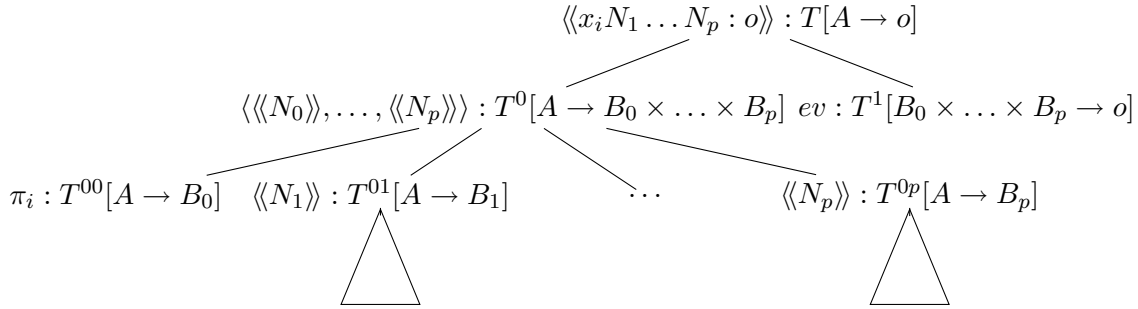 ⟨⟨x_i N_1 … N_p : o⟩⟩ : T[A → o]
⟨⟨⟨N_0⟩⟩, …, ⟨⟨N_p⟩⟩⟩ : T^0[A → B_0 × … × B_p] ev : T^1[B_0 × … × B_p → o]
π_i : T^{00}[A → B_0] ⟨⟨N_1⟩⟩ : T^{01}[A → B_1] ⋯ ⟨⟨N_p⟩⟩ : T^{0p}[A → B_p]